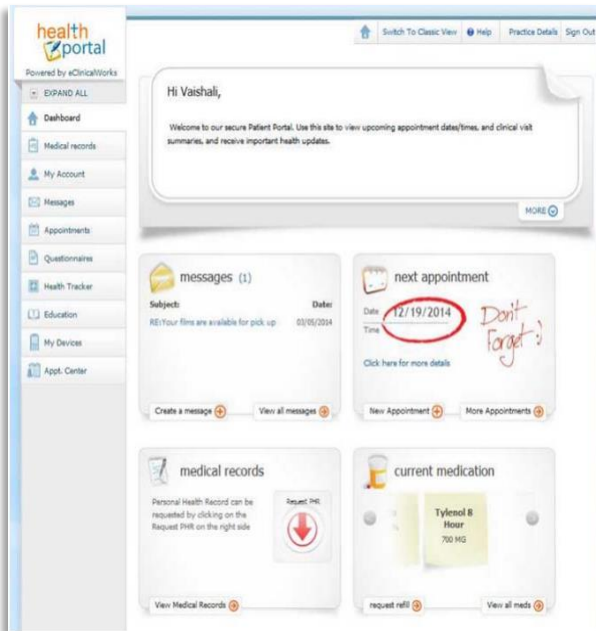 health
portal
Powered by eClinicalWorks
EXPAND ALL
Dashboard
Medical records
My Account
Messages
Appointments
Questionnaires
Health Tracker
Education
My Devices
Appt. Center
Switch To Classic View Help Practice Details Sign Out
Hi Vaishali,
Welcome to our secure Patient Portal. Use this site to view upcoming appointment dates/times, and clinical visit
summaries, and receive important health updates.
MORE
messages (1)
Subject: Date:
RE:Your films are available for pick up 03/05/2014
Create a message View all messages
next appointment
Date 12/19/2014
Time
Don't
Forget :)
Click here for more details
New Appointment More Appointments
medical records
Personal Health Record can be
requested by clicking on the
Request PHR on the right side
Request PHR
View Medical Records
current medication
Tylenol 8
Hour
700 MG
request refill View all meds